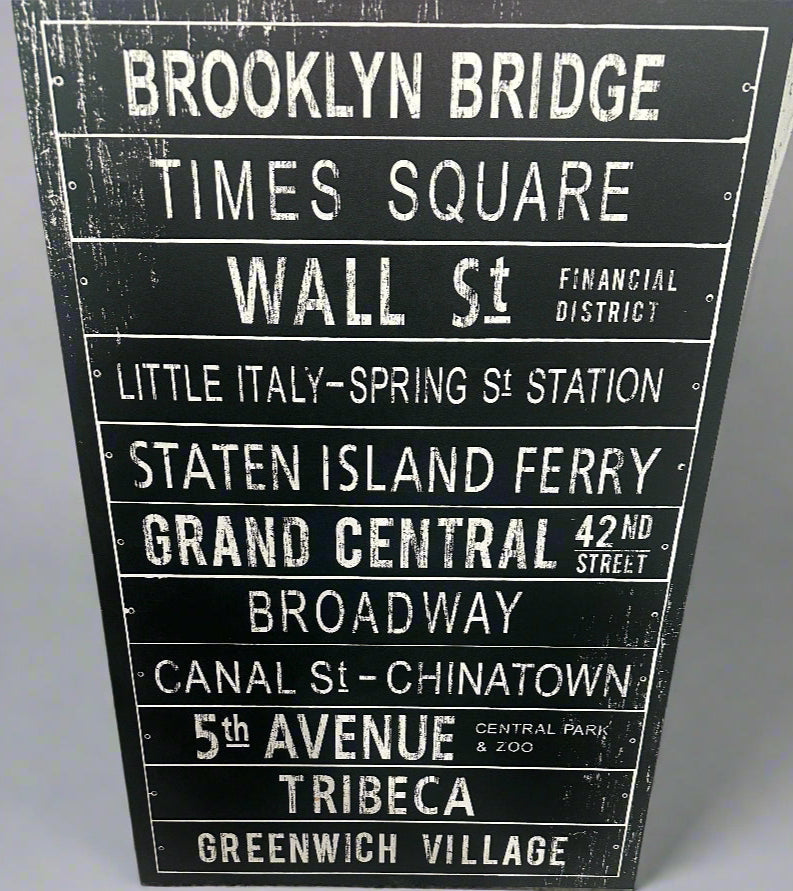 BROOKLYN BRIDGE
TIMES SQUARE
WALL St FINANCIAL
DISTRICT
LITTLE ITALY–SPRING St STATION
STATEN ISLAND FERRY
GRAND CENTRAL 42ND
STREET
BROADWAY
CANAL St – CHINATOWN
5th AVENUE CENTRAL PARK
& ZOO
TRIBECA
GREENWICH VILLAGE